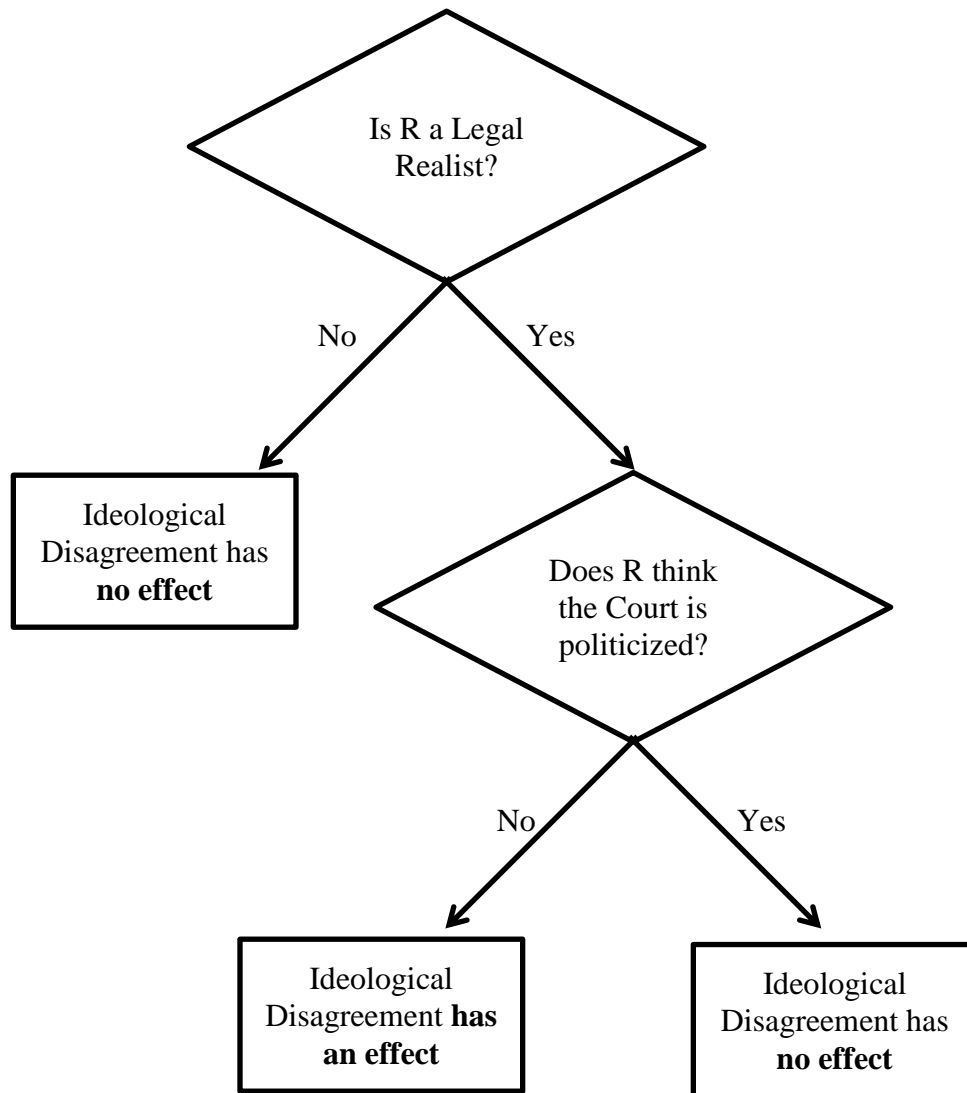 Is R a Legal
Realist?
No
Yes
Ideological
Disagreement has
no effect
Does R think
the Court is
politicized?
No
Yes
Ideological
Disagreement has
an effect
Ideological
Disagreement has
no effect